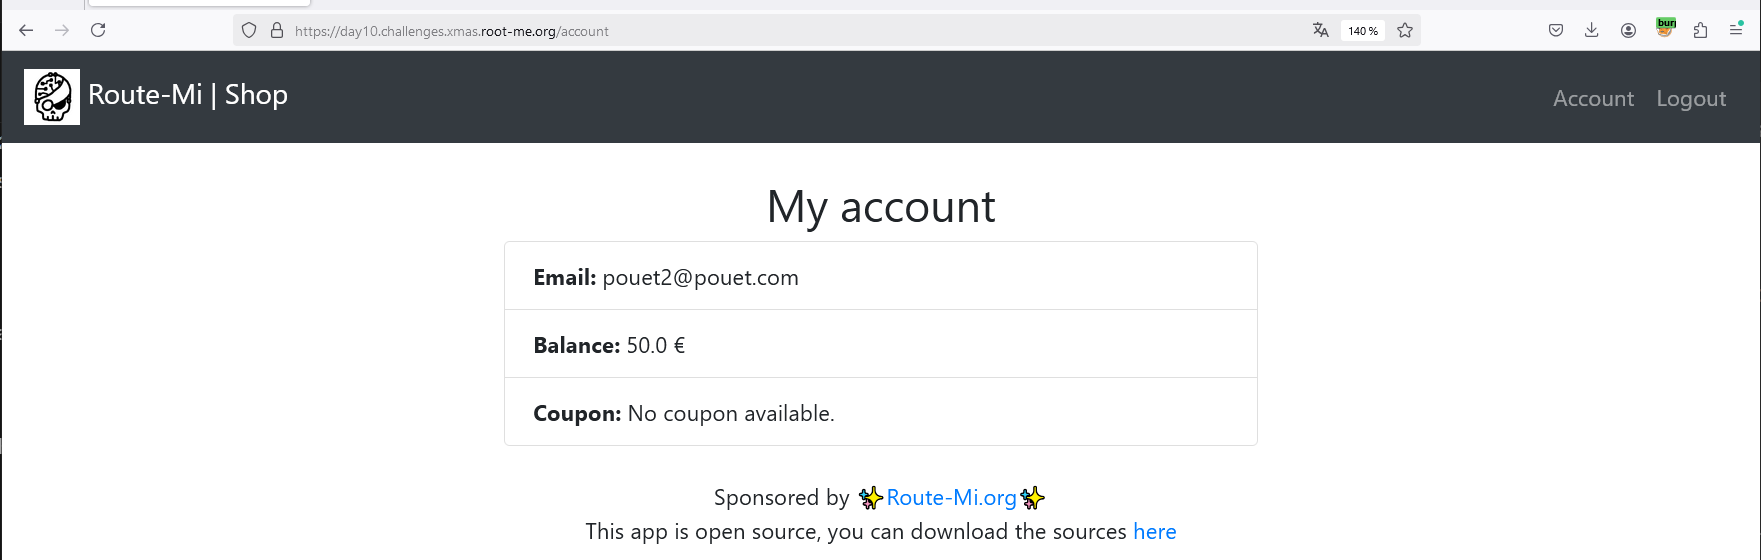 https://day10.challenges.xmas.root-me.org/account
140 %
Route-Mi | Shop
Account
Logout
My account
Email: pouet2@pouet.com
Balance: 50.0 €
Coupon: No coupon available.
Sponsored by ✨Route-Mi.org✨
This app is open source, you can download the sources here